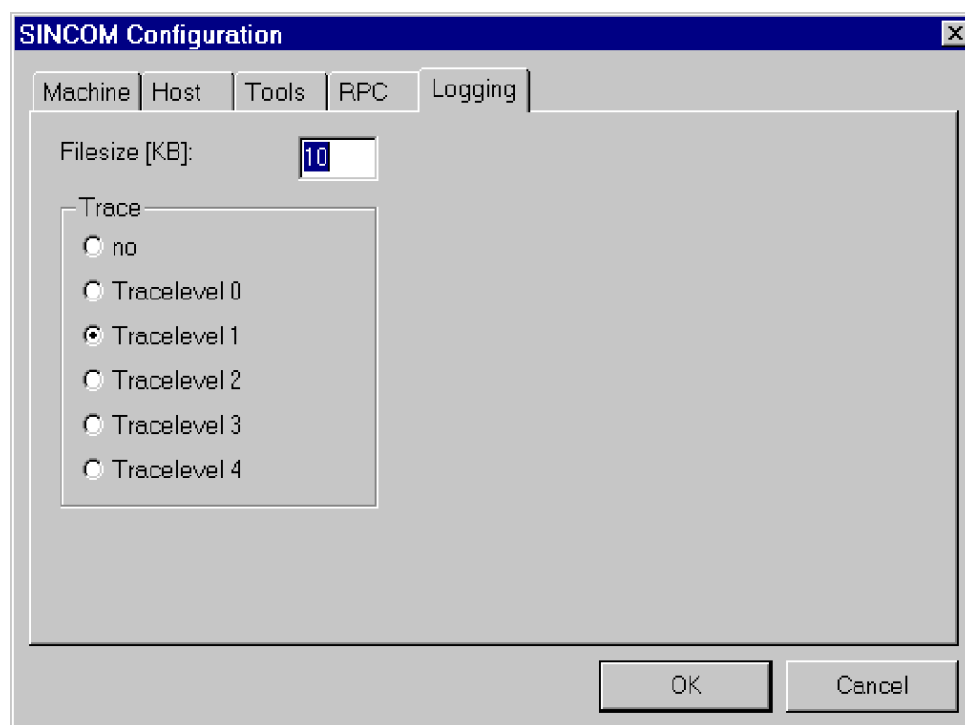 SINCOM Configuration
Machine Host Tools RPC Logging
Filesize [KB]: 10
Trace
no
Tracelevel 0
Tracelevel 1
Tracelevel 2
Tracelevel 3
Tracelevel 4
OK Cancel